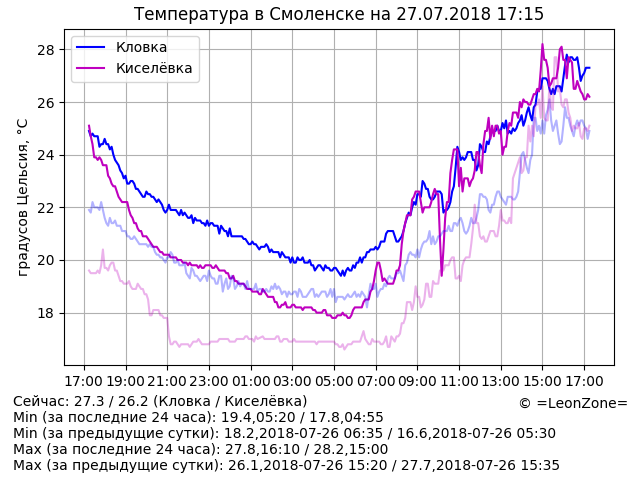 Температура в Смоленске на 27.07.2018 17:15
Кловка
Киселёвка
градусов Цельсия, °C
28
26
24
22
20
18
17:00 19:00 21:00 23:00 01:00 03:00 05:00 07:00 09:00 11:00 13:00 15:00 17:00
Сейчас: 27.3 / 26.2 (Кловка / Киселёвка)
© =LeonZone=
Min (за последние 24 часа): 19.4,05:20 / 17.8,04:55
Min (за предыдущие сутки): 18.2,2018-07-26 06:35 / 16.6,2018-07-26 05:30
Max (за последние 24 часа): 27.8,16:10 / 28.2,15:00
Max (за предыдущие сутки): 26.1,2018-07-26 15:20 / 27.7,2018-07-26 15:35